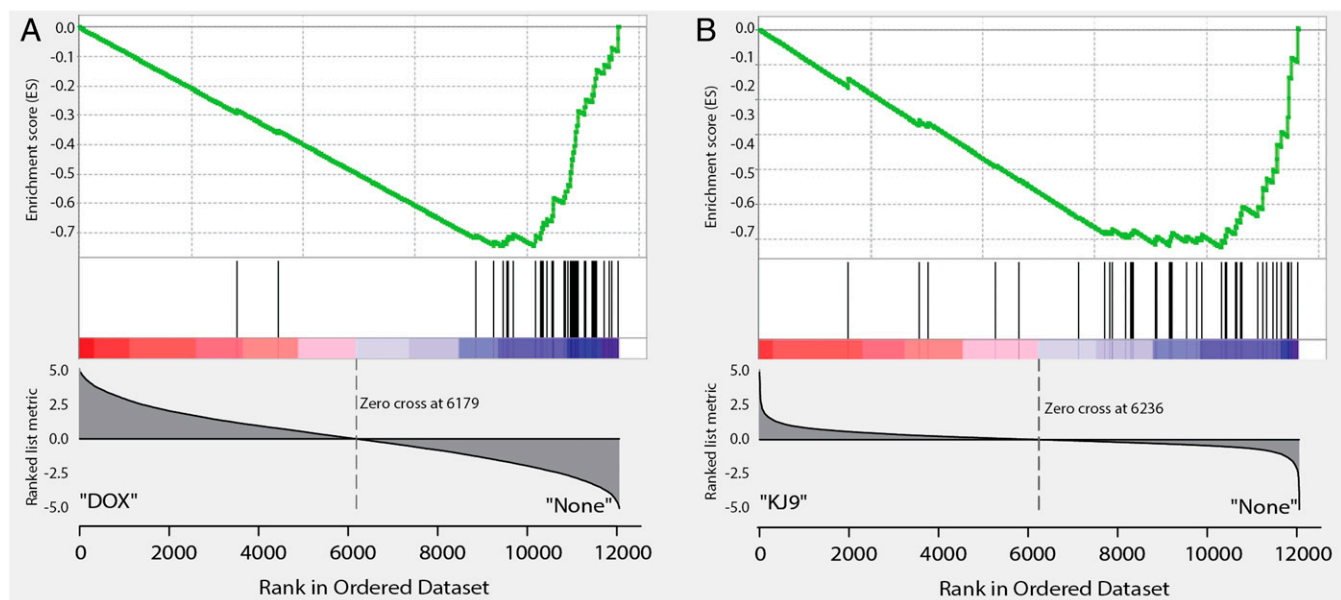 A
Enrichment score (ES)
0.0
-0.1
-0.2
-0.3
-0.4
-0.5
-0.6
-0.7
Ranked list metric
5.0
2.5
0.0
-2.5
-5.0
Zero cross at 6179
"DOX" "None"
0 2000 4000 6000 8000 10000 12000
Rank in Ordered Dataset
B
Enrichment score (ES)
0.0
-0.1
-0.2
-0.3
-0.4
-0.5
-0.6
-0.7
Ranked list metric
5.0
2.5
0.0
-2.5
-5.0
Zero cross at 6236
"KJ9" "None"
0 2000 4000 6000 8000 10000 12000
Rank in Ordered Dataset